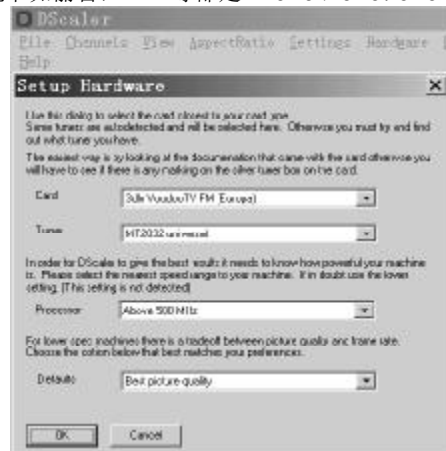 DScaler
File Channels View AspectRatio Settings Hardware
Help
Setup Hardware
Use this dialog to select the card closest to your card type
Some tuners are autodetected and will be selected here. Otherwise you must try and find
out what tuner you have.
The easiest way is by looking at the documentation that came with the card otherwise you
will have to see if there is any marking on the silver tuner box on the card.
Card 3dfx VoodooTV FM (Europe)
Tuner MT2032 universal
In order for DScaler to give the best results it needs to know how powerful your machine
is. Please select the nearest speed range to your machine. If in doubt use the lower
setting. (This setting is not detected)
Processor Above 500 MHz
For lower spec machines there is a tradeoff between picture quality and frame rate.
Choose the option below that best matches your preferences.
Defaults Best picture quality
OK Cancel